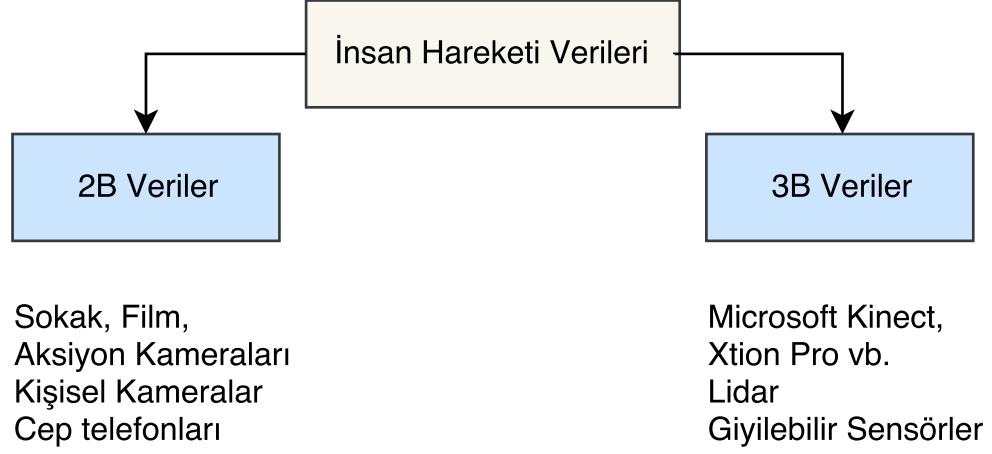 İnsan Hareketi Verileri
2B Veriler
3B Veriler
Sokak, Film,
Aksiyon Kameraları
Kişisel Kameralar
Cep telefonları
Microsoft Kinect,
Xtion Pro vb.
Lidar
Giyilebilir Sensörler